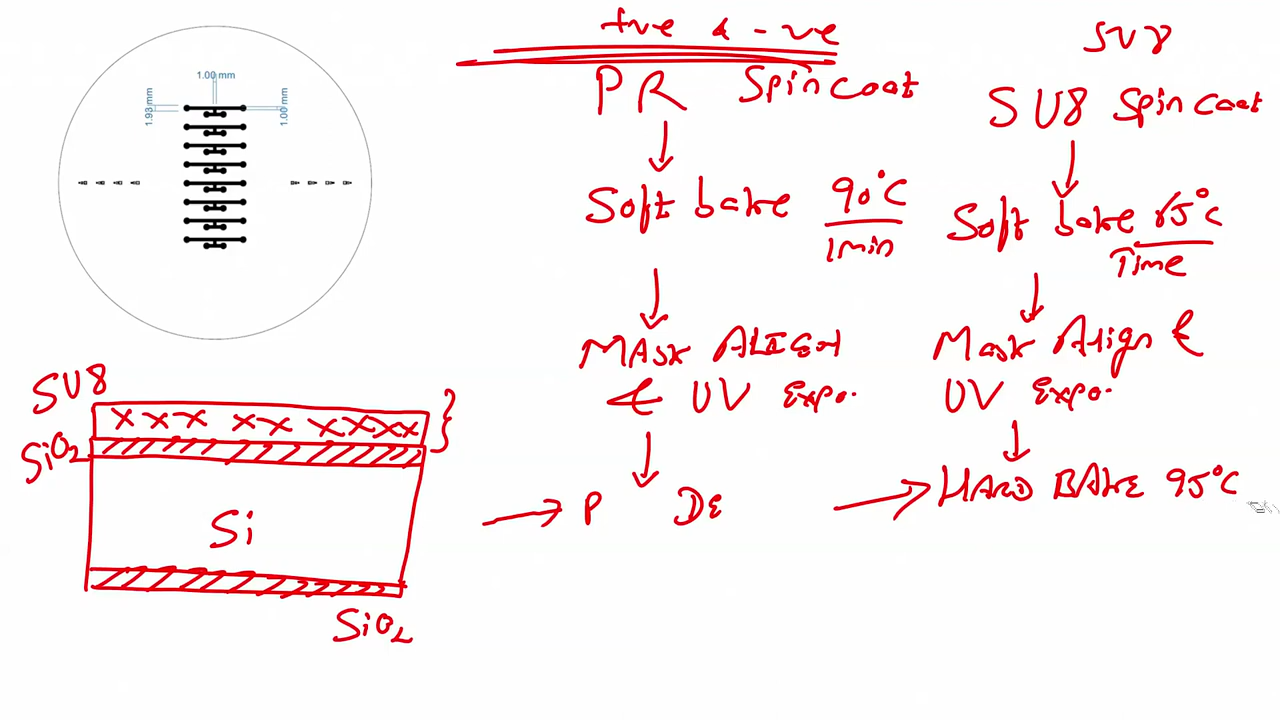 1.00 mm
1.93 mm
1.00 mm
+ve & -ve
PR Spin coat
Soft bake 90°C
1min
MASK ALIGN
& UV Expo.
P DE
SU8
SU8 Spin coat
Soft bake 65°C
Time
Mask Align &
UV Expo.
HARD BAKE 95°C
SU8
SiO2
Si
SiO2